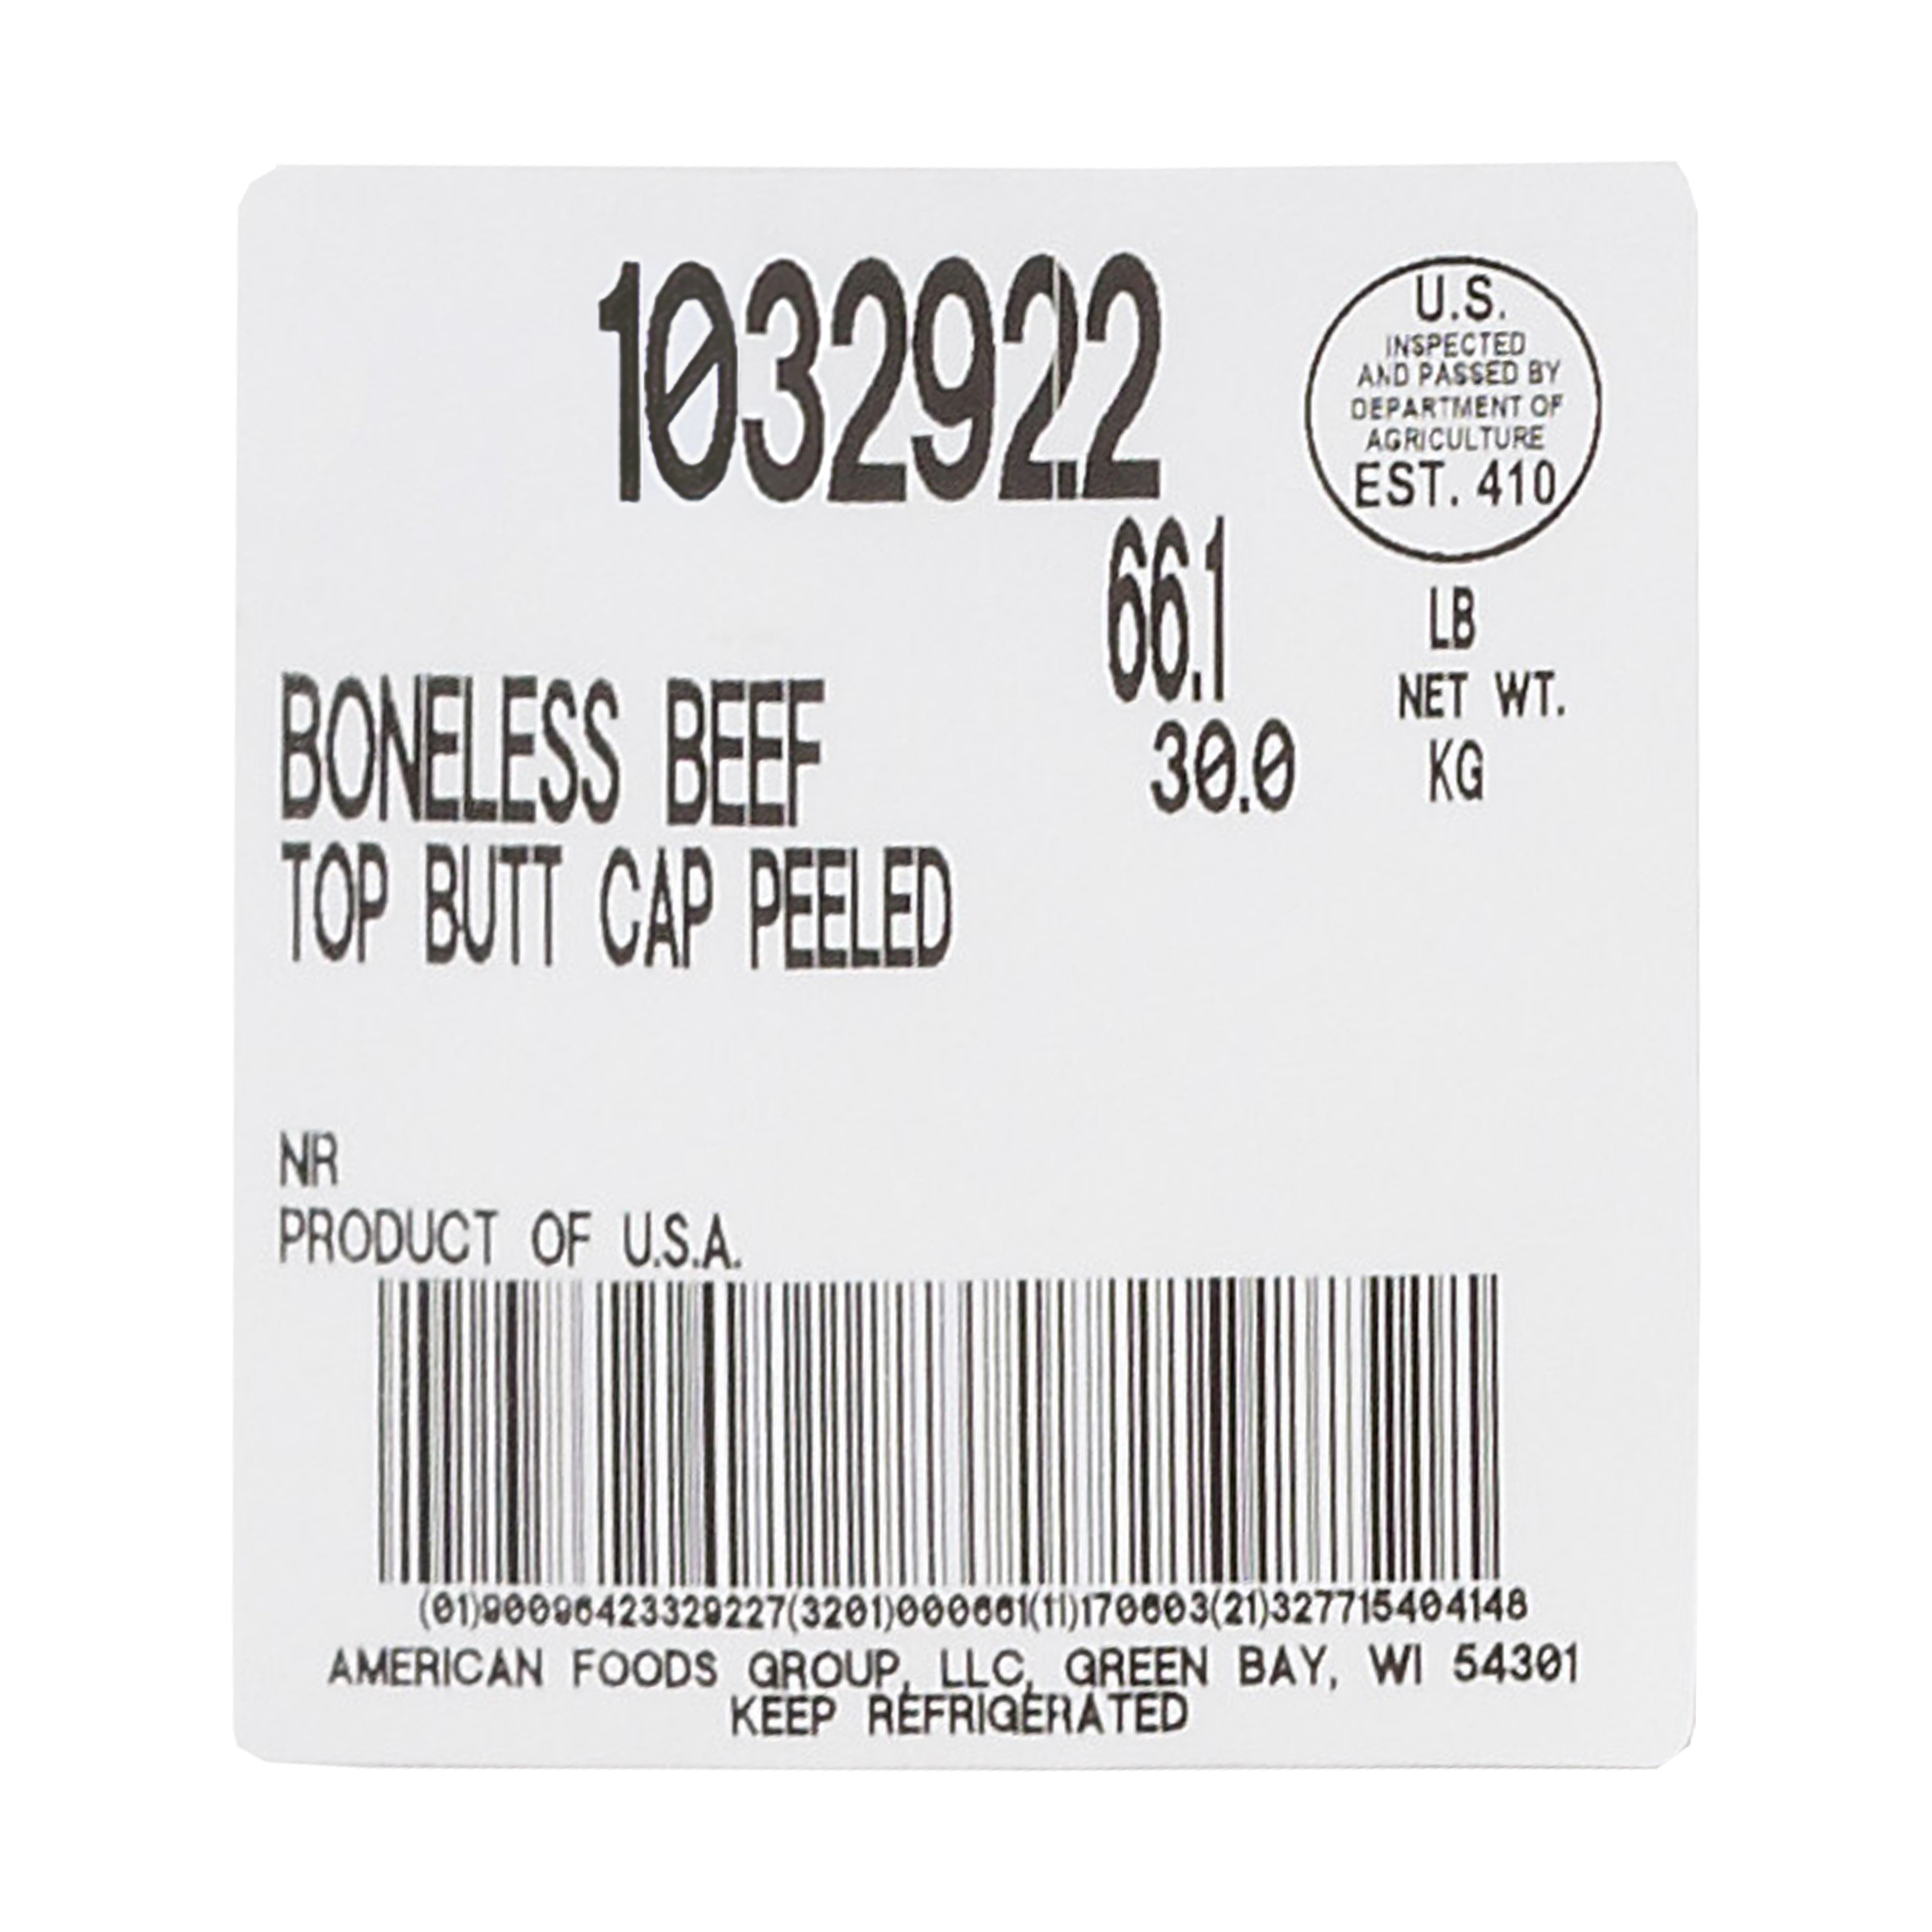 1032922
U.S.
INSPECTED
AND PASSED BY
DEPARTMENT OF
AGRICULTURE
EST. 410
66.1
LB
NET WT.
30.0
KG
BONELESS BEEF
TOP BUTT CAP PEELED
NR
PRODUCT OF U.S.A.
(01)90096423329227(3201)000661(11)170603(21)327715404148
AMERICAN FOODS GROUP, LLC, GREEN BAY, WI 54301
KEEP REFRIGERATED